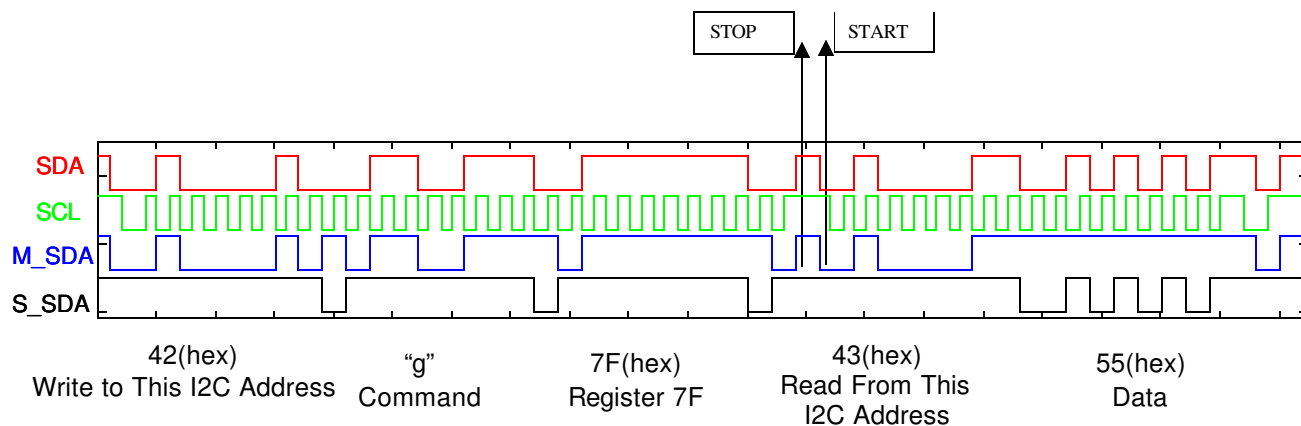 STOP
START
SDA
SCL
M_SDA
S_SDA
42(hex)
Write to This I2C Address
“g”
Command
7F(hex)
Register 7F
43(hex)
Read From This
I2C Address
55(hex)
Data